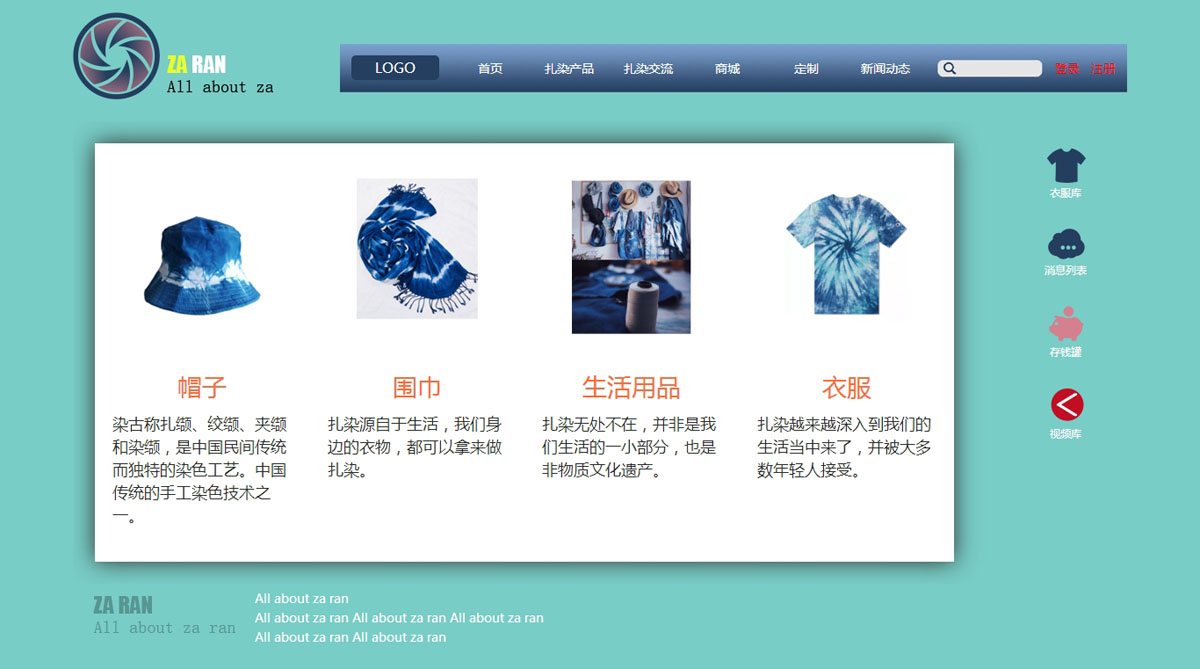 ZA RAN
All about za
LOGO
首页
扎染产品
扎染交流
商城
定制
新闻动态
登录
注册
帽子
染古称扎缬、绞缬、夹缬
和染缬，是中国民间传统
而独特的染色工艺。中国
传统的手工染色技术之
一。
围巾
扎染源自于生活，我们身
边的衣物，都可以拿来做
扎染。
生活用品
扎染无处不在，并非是我
们生活的一小部分，也是
非物质文化遗产。
衣服
扎染越来越深入到我们的
生活当中来了，并被大多
数年轻人接受。
衣服库
消息列表
存钱罐
视频库
ZA RAN
All about za ran
All about za ran
All about za ran All about za ran All about za ran
All about za ran All about za ran